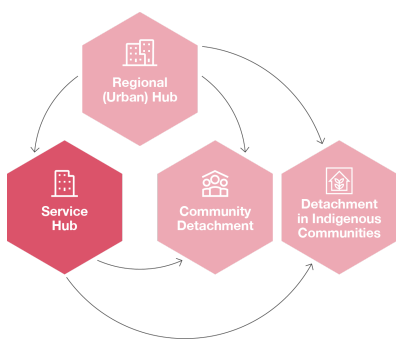 Regional
(Urban) Hub
Service
Hub
Community
Detachment
Detachment
in Indigenous
Communities